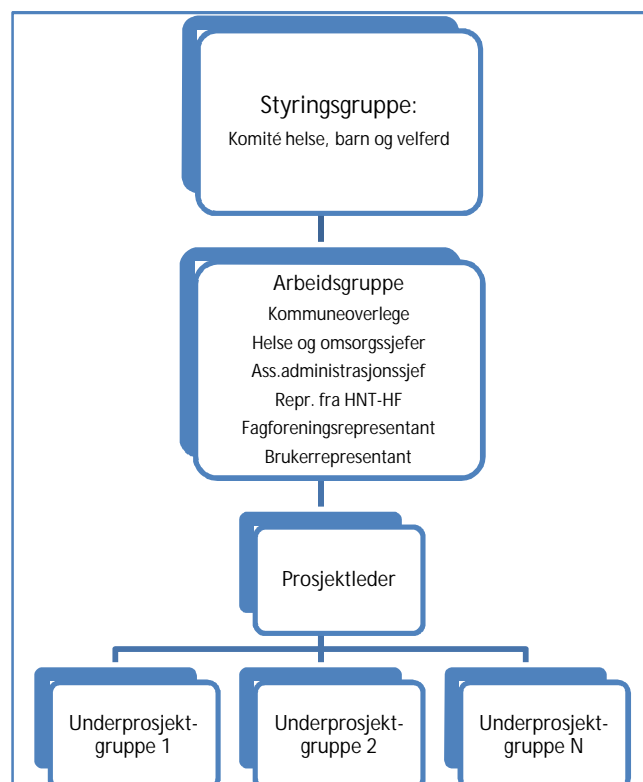 Styringsgruppe:
Komité helse, barn og velferd
Arbeidsgruppe
Kommuneoverlege
Helse og omsorgssjefer
Ass.administrasjonssjef
Repr. fra HNT-HF
Fagforeningsrepresentant
Brukerrepresentant
Prosjektleder
Underprosjekt-
gruppe 1
Underprosjekt-
gruppe 2
Underprosjekt-
gruppe N